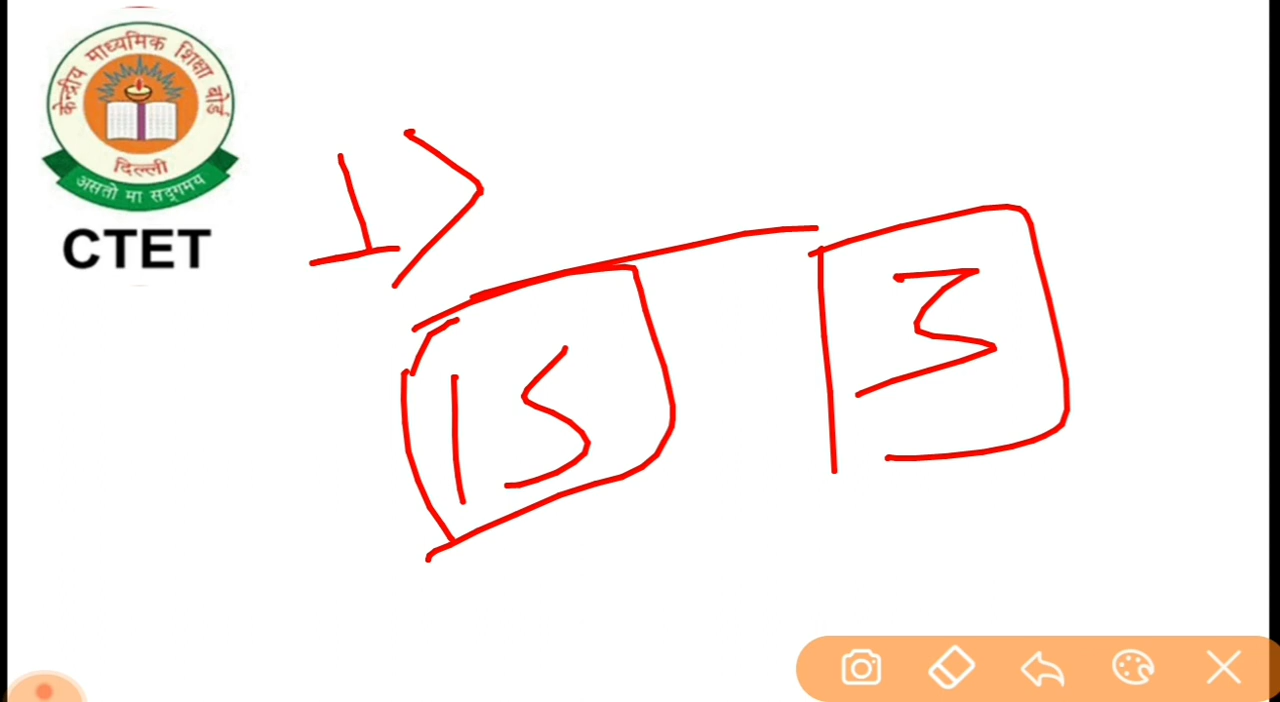 केन्द्रीय माध्यमिक शिक्षा बोर्ड
दिल्ली
असतो मा सद्गमय
CTET
1>
15
3